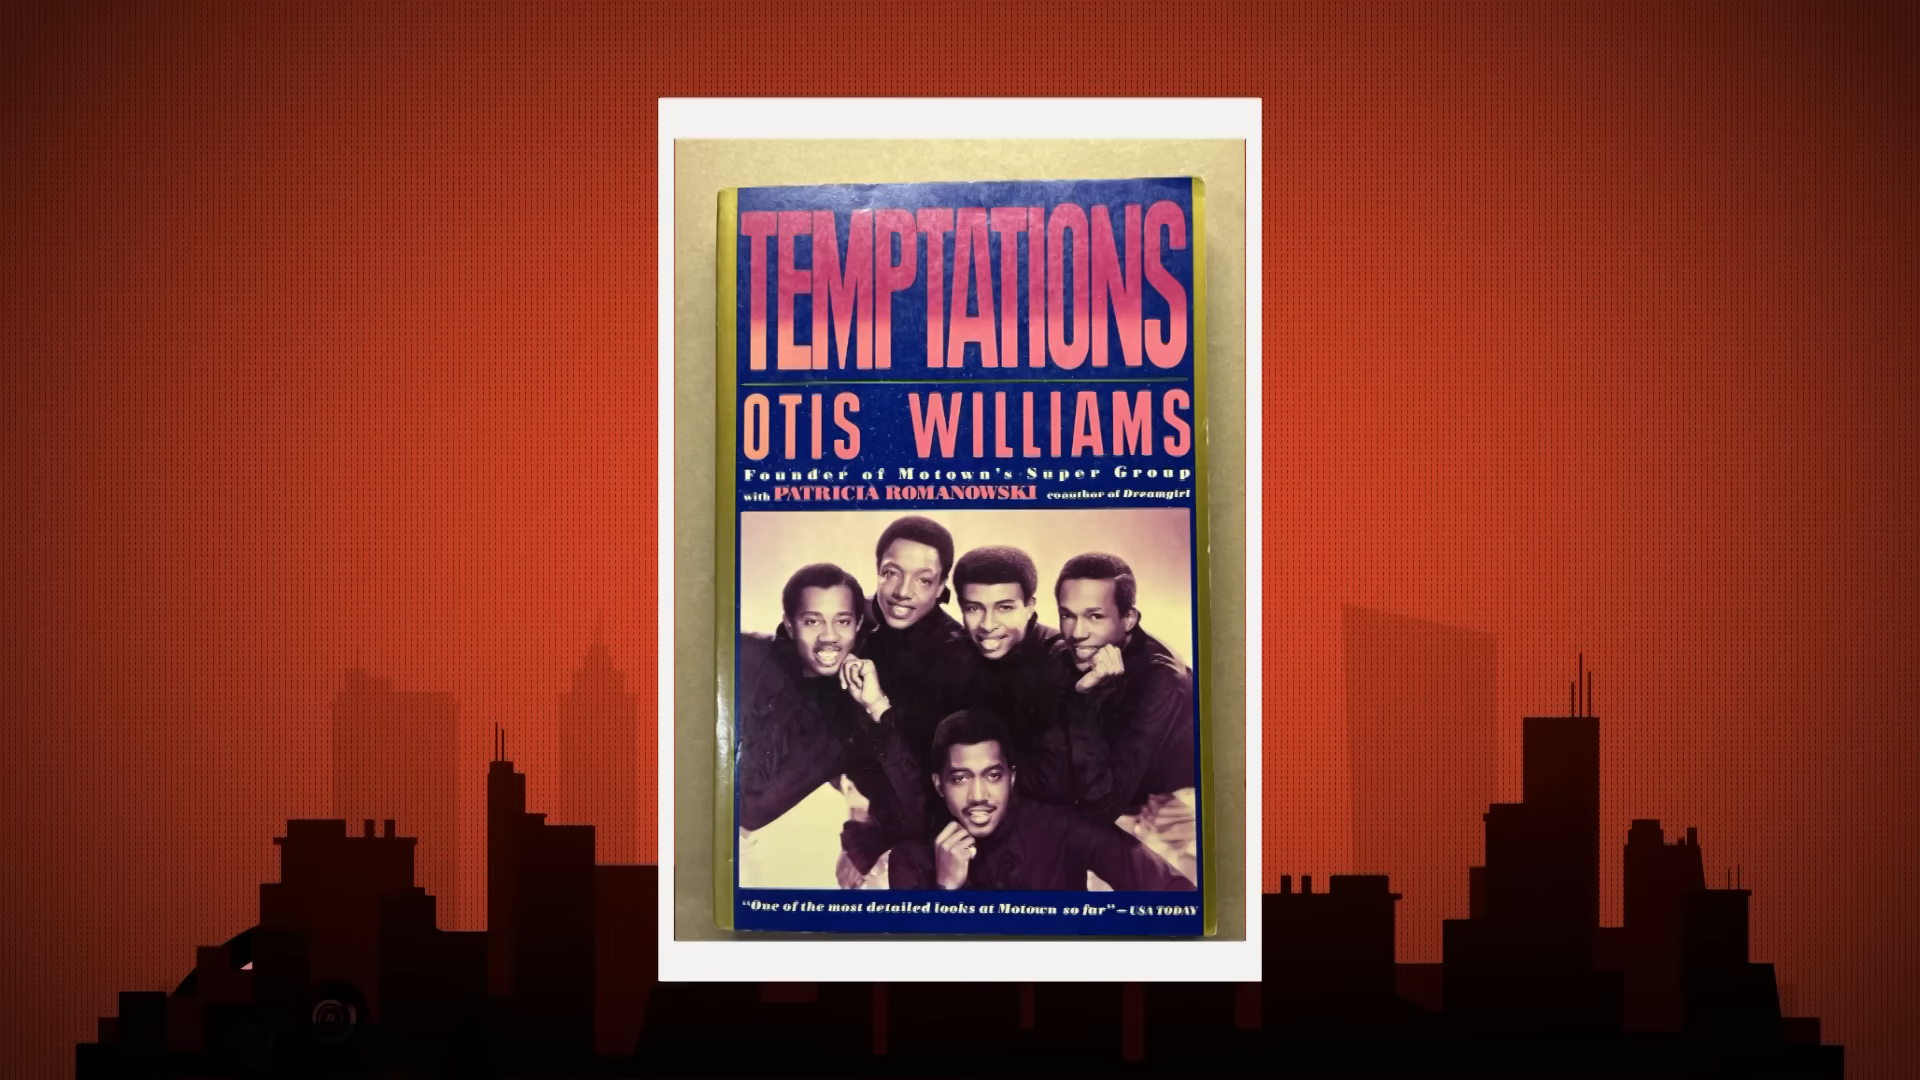 TEMPTATIONS
OTIS WILLIAMS
Founder of Motown's Super Group
with PATRICIA ROMANOWSKI coauthor of Dreamgirl
"One of the most detailed looks at Motown so far"—USA TODAY